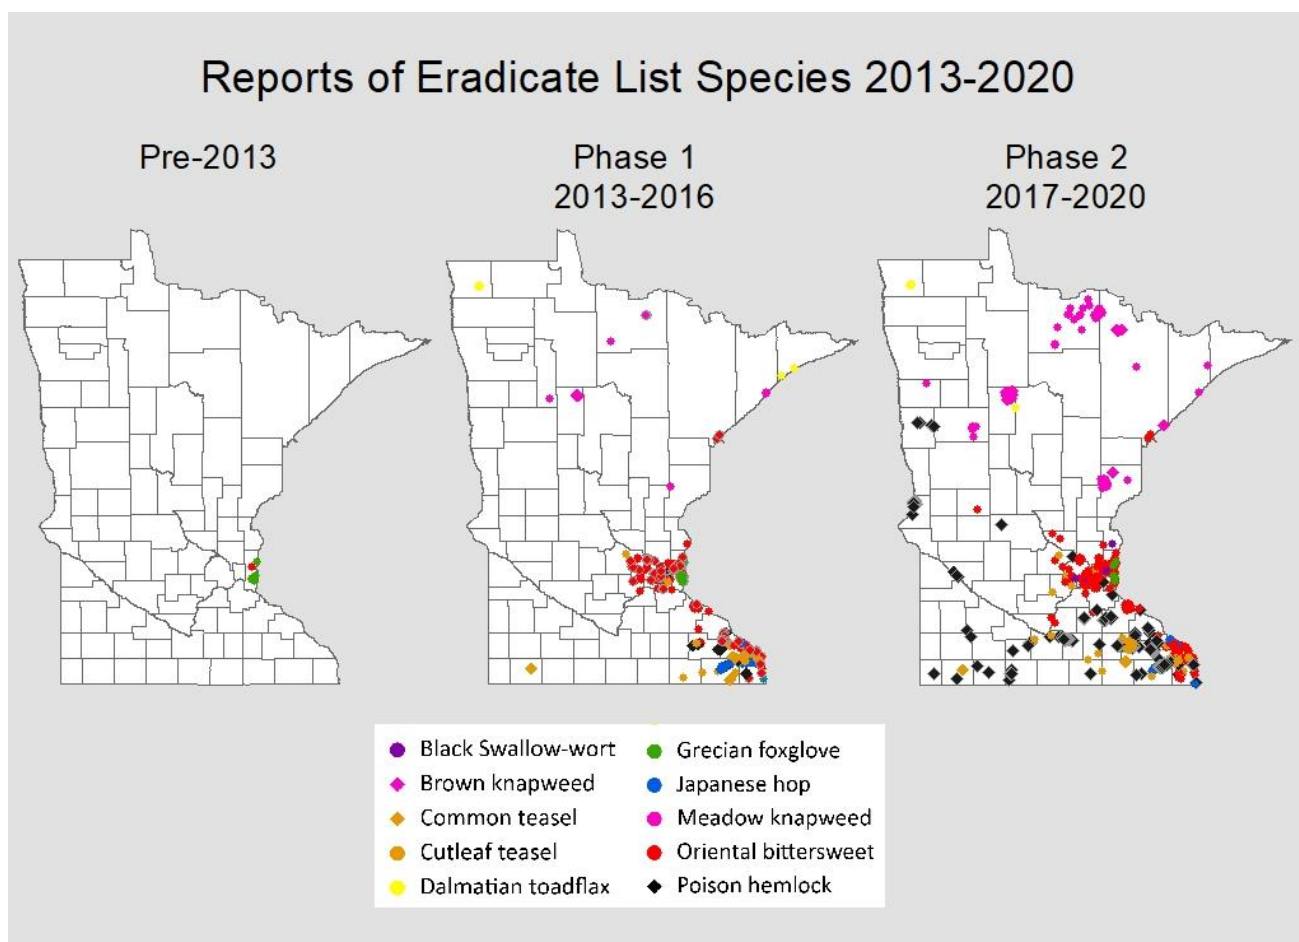 Reports of Eradicate List Species 2013-2020
Pre-2013
Phase 1
2013-2016
Phase 2
2017-2020
Black Swallow-wort
Brown knapweed
Common teasel
Cutleaf teasel
Dalmatian toadflax
Grecian foxglove
Japanese hop
Meadow knapweed
Oriental bittersweet
Poison hemlock